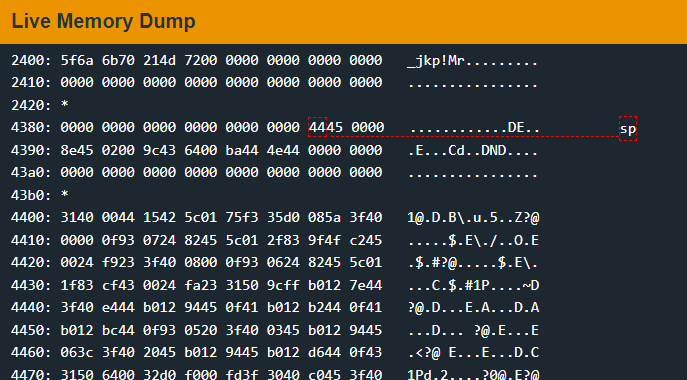 Live Memory Dump
2400: 5f6a 6b70 214d 7200 0000 0000 0000 0000 _jkp!Mr.........
2410: 0000 0000 0000 0000 0000 0000 0000 0000 ................
2420: *
4380: 0000 0000 0000 0000 0000 0000 4445 0000 ............DE.. sp
4390: 8e45 0200 9c43 6400 ba44 4e44 0000 0000 .E...Cd..DND....
43a0: 0000 0000 0000 0000 0000 0000 0000 0000 ................
43b0: *
4400: 3140 0044 1542 5c01 75f3 35d0 085a 3f40 1@.D.B\.u.5..Z?@
4410: 0000 0f93 0724 8245 5c01 2f83 9f4f c245 .....$.E\./..O.E
4420: 0024 f923 3f40 0800 0f93 0624 8245 5c01 .$.#?@.....$.E\.
4430: 1f83 cf43 0024 fa23 3150 9cff b012 7e44 ...C.$.#1P....~D
4440: 3f40 e444 b012 9445 0f41 b012 b244 0f41 ?@.D...E.A...D.A
4450: b012 bc44 0f93 0520 3f40 0345 b012 9445 ...D... ?@.E...E
4460: 063c 3f40 2045 b012 9445 b012 d644 0f43 .<?@ E...E...D.C
4470: 3150 6400 32d0 f000 fd3f 3040 c045 3f40 1Pd.2....?0@.E?@